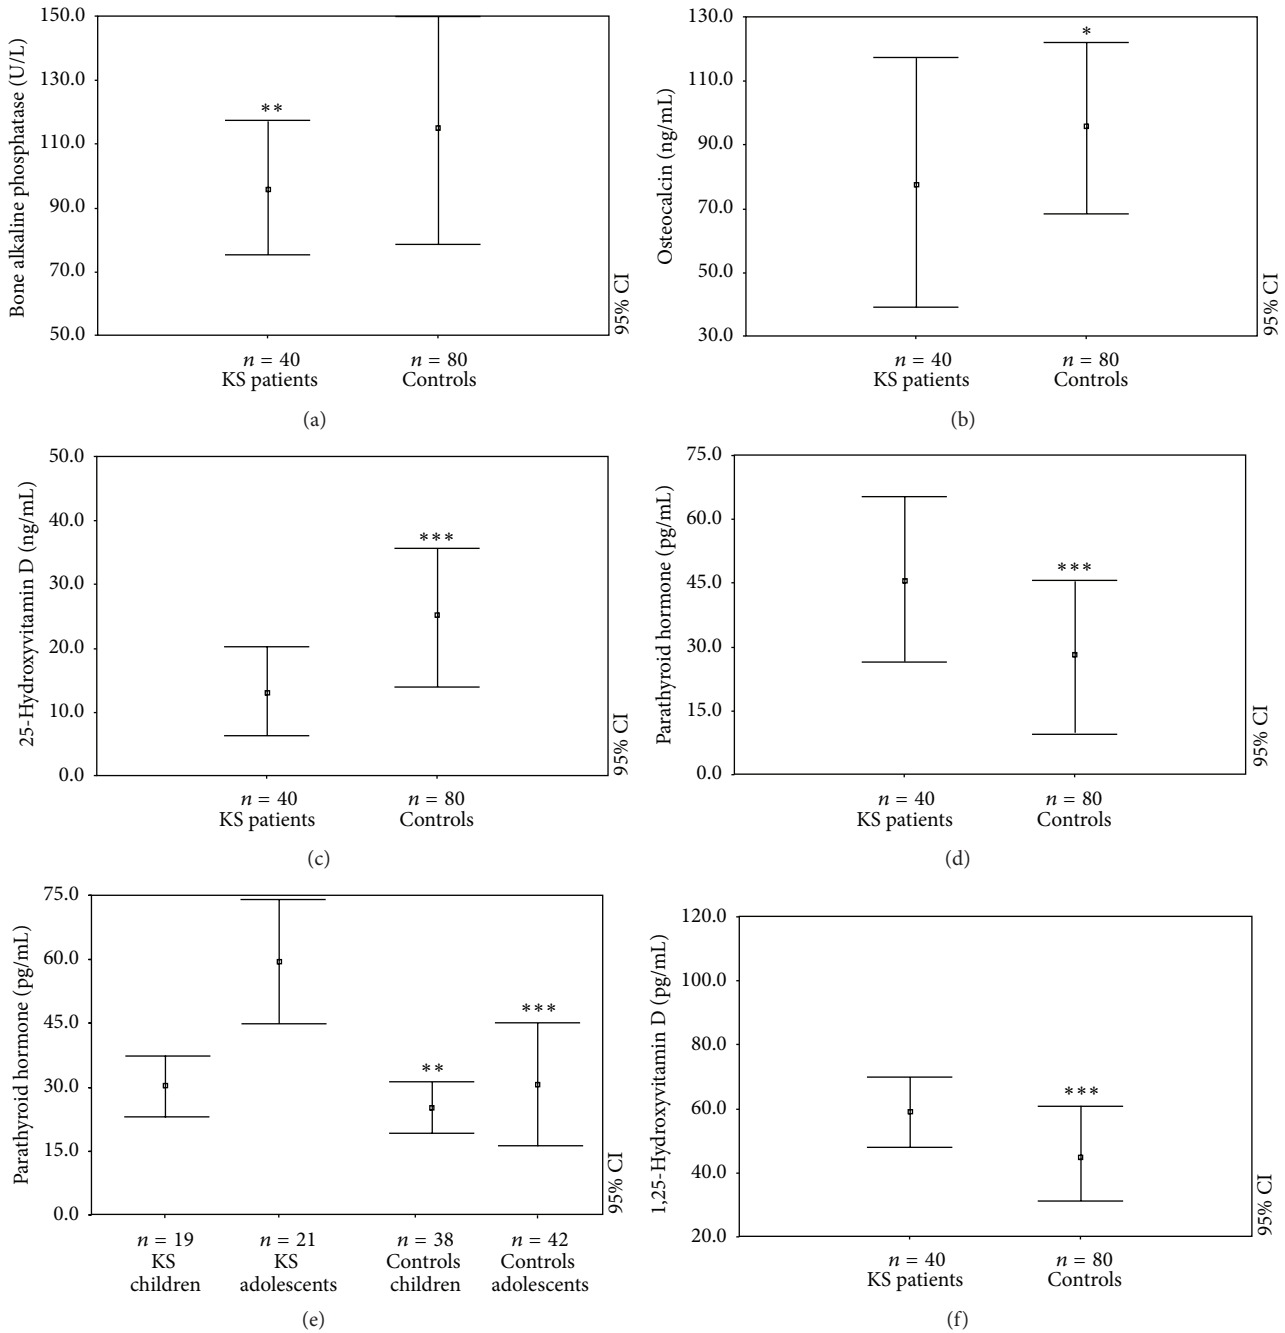 Bone alkaline phosphatase (U/L)
150.0
130.0
110.0
90.0
70.0
50.0
**
95% CI
n = 40
KS patients
n = 80
Controls
(a)
Osteocalcin (ng/mL)
130.0
110.0
90.0
70.0
50.0
30.0
*
95% CI
n = 40
KS patients
n = 80
Controls
(b)
25-Hydroxyvitamin D (ng/mL)
50.0
40.0
30.0
20.0
10.0
0.0
***
95% CI
n = 40
KS patients
n = 80
Controls
(c)
Parathyroid hormone (pg/mL)
75.0
60.0
45.0
30.0
15.0
0.0
***
95% CI
n = 40
KS patients
n = 80
Controls
(d)
Parathyroid hormone (pg/mL)
75.0
60.0
45.0
30.0
15.0
0.0
**
***
95% CI
n = 19
KS
children
n = 21
KS
adolescents
n = 38
Controls
children
n = 42
Controls
adolescents
(e)
1,25-Hydroxyvitamin D (pg/mL)
120.0
100.0
80.0
60.0
40.0
20.0
***
95% CI
n = 40
KS patients
n = 80
Controls
(f)